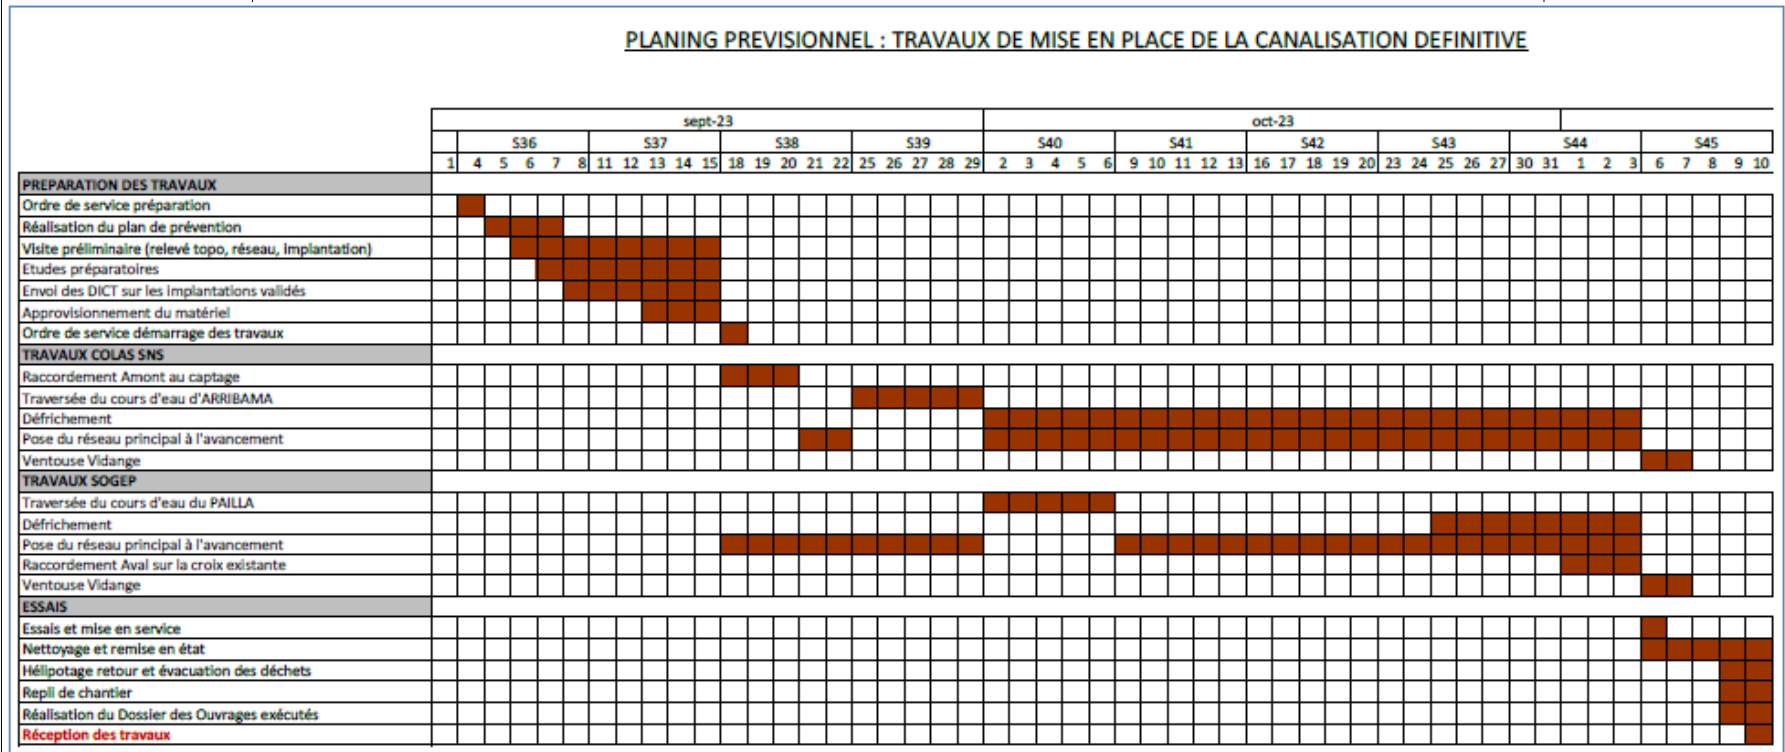 PLANING PREVISIONNEL : TRAVAUX DE MISE EN PLACE DE LA CANALISATION DEFINITIVE
sept-23 oct-23
S36 S37 S38 S39 S40 S41 S42 S43 S44 S45
1 4 5 6 7 8 11 12 13 14 15 18 19 20 21 22 25 26 27 28 29 2 3 4 5 6 9 10 11 12 13 16 17 18 19 20 23 24 25 26 27 30 31 1 2 3 6 7 8 9 10
PREPARATION DES TRAVAUX
Ordre de service préparation
Réalisation du plan de prévention
Visite préliminaire (relevé topo, réseau, implantation)
Etudes préparatoires
Envoi des DICT sur les implantations validés
Approvisionnement du matériel
Ordre de service démarrage des travaux
TRAVAUX COLAS SNS
Raccordement Amont au captage
Traversée du cours d'eau d'ARRIBAMA
Défrichement
Pose du réseau principal à l'avancement
Ventouse Vidange
TRAVAUX SOGEP
Traversée du cours d'eau du PAILLA
Défrichement
Pose du réseau principal à l'avancement
Raccordement Aval sur la croix existante
Ventouse Vidange
ESSAIS
Essais et mise en service
Nettoyage et remise en état
Hélipotage retour et évacuation des déchets
Repli de chantier
Réalisation du Dossier des Ouvrages exécutés
Réception des travaux